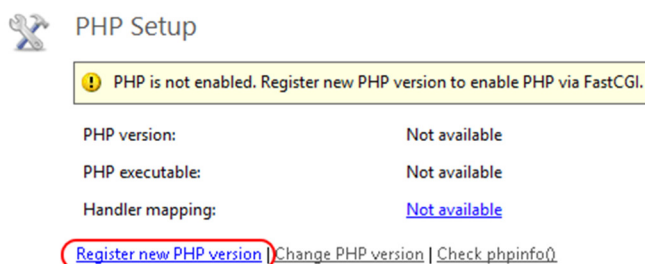 PHP Setup
PHP is not enabled. Register new PHP version to enable PHP via FastCGI.
PHP version: Not available
PHP executable: Not available
Handler mapping: Not available
Register new PHP version | Change PHP version | Check phpinfo()